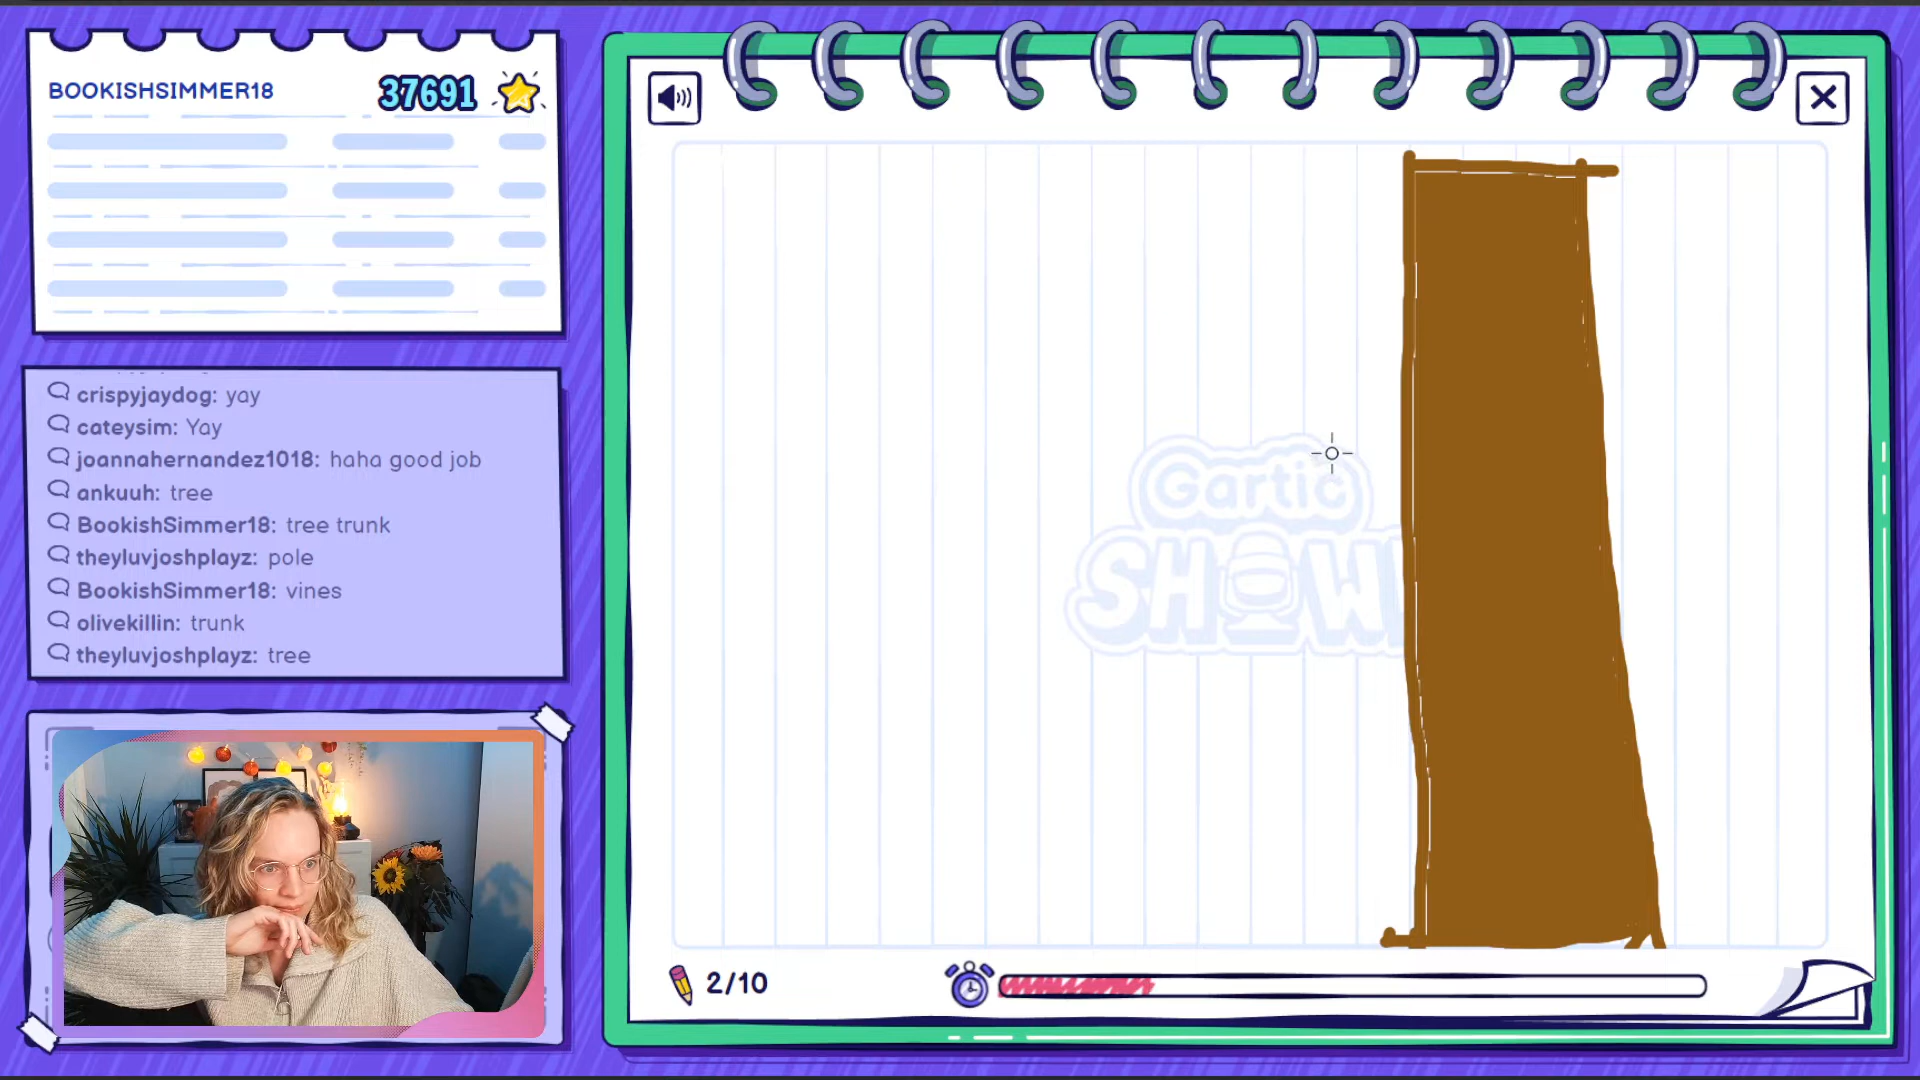 BOOKISHSIMMER18 37691
crispyjaydog: yay
cateysim: Yay
joannahernandez1018: haha good job
ankuuh: tree
BookishSimmer18: tree trunk
theyluvjoshplayz: pole
BookishSimmer18: vines
olivekillin: trunk
theyluvjoshplayz: tree
Gartic
SHOW
2/10